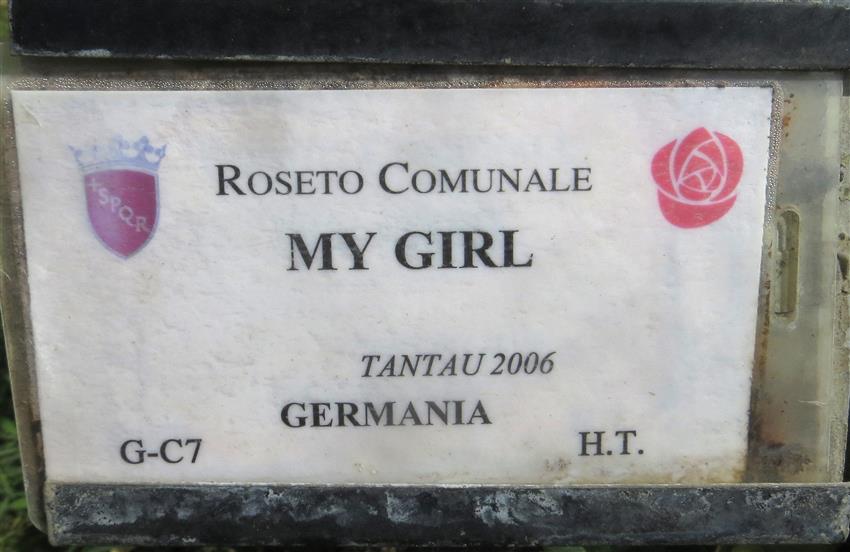 SPQR
ROSETO COMUNALE
MY GIRL
TANTAU 2006
GERMANIA
G-C7
H.T.